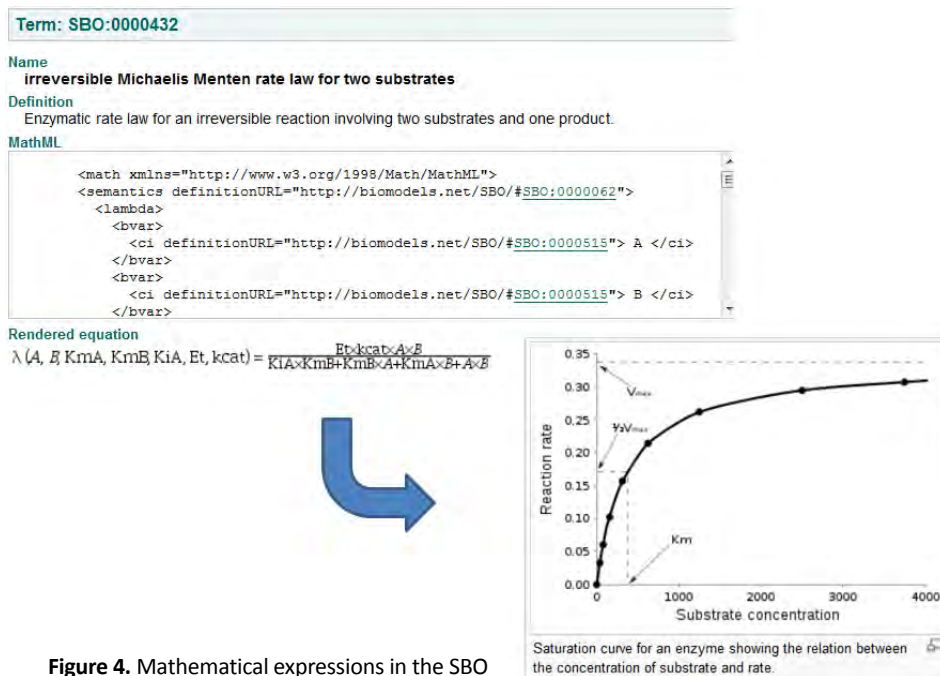 Term: SBO:0000432
Name
irreversible Michaelis Menten rate law for two substrates
Definition
Enzymatic rate law for an irreversible reaction involving two substrates and one product.
MathML
<math xmlns="http://www.w3.org/1998/Math/MathML">
<semantics definitionURL="http://biomodels.net/SBO/#SBO:0000062">
<lambda>
<bvar>
<ci definitionURL="http://biomodels.net/SBO/#SBO:0000515"> A </ci>
</bvar>
<bvar>
<ci definitionURL="http://biomodels.net/SBO/#SBO:0000515"> B </ci>
</bvar>
Rendered equation
λ (A, B, KmA, KmB, KiA, Et, kcat) = Et×kcat×A×B
KiA×KmB+KmB×A+KmA×B+A×B
0.35
0.30
0.25
0.20
0.15
0.10
0.05
0.00
Reaction rate
Vmax
½Vmax
Km
0 1000 2000 3000 4000
Substrate concentration
Saturation curve for an enzyme showing the relation between
the concentration of substrate and rate.
Figure 4. Mathematical expressions in the SBO